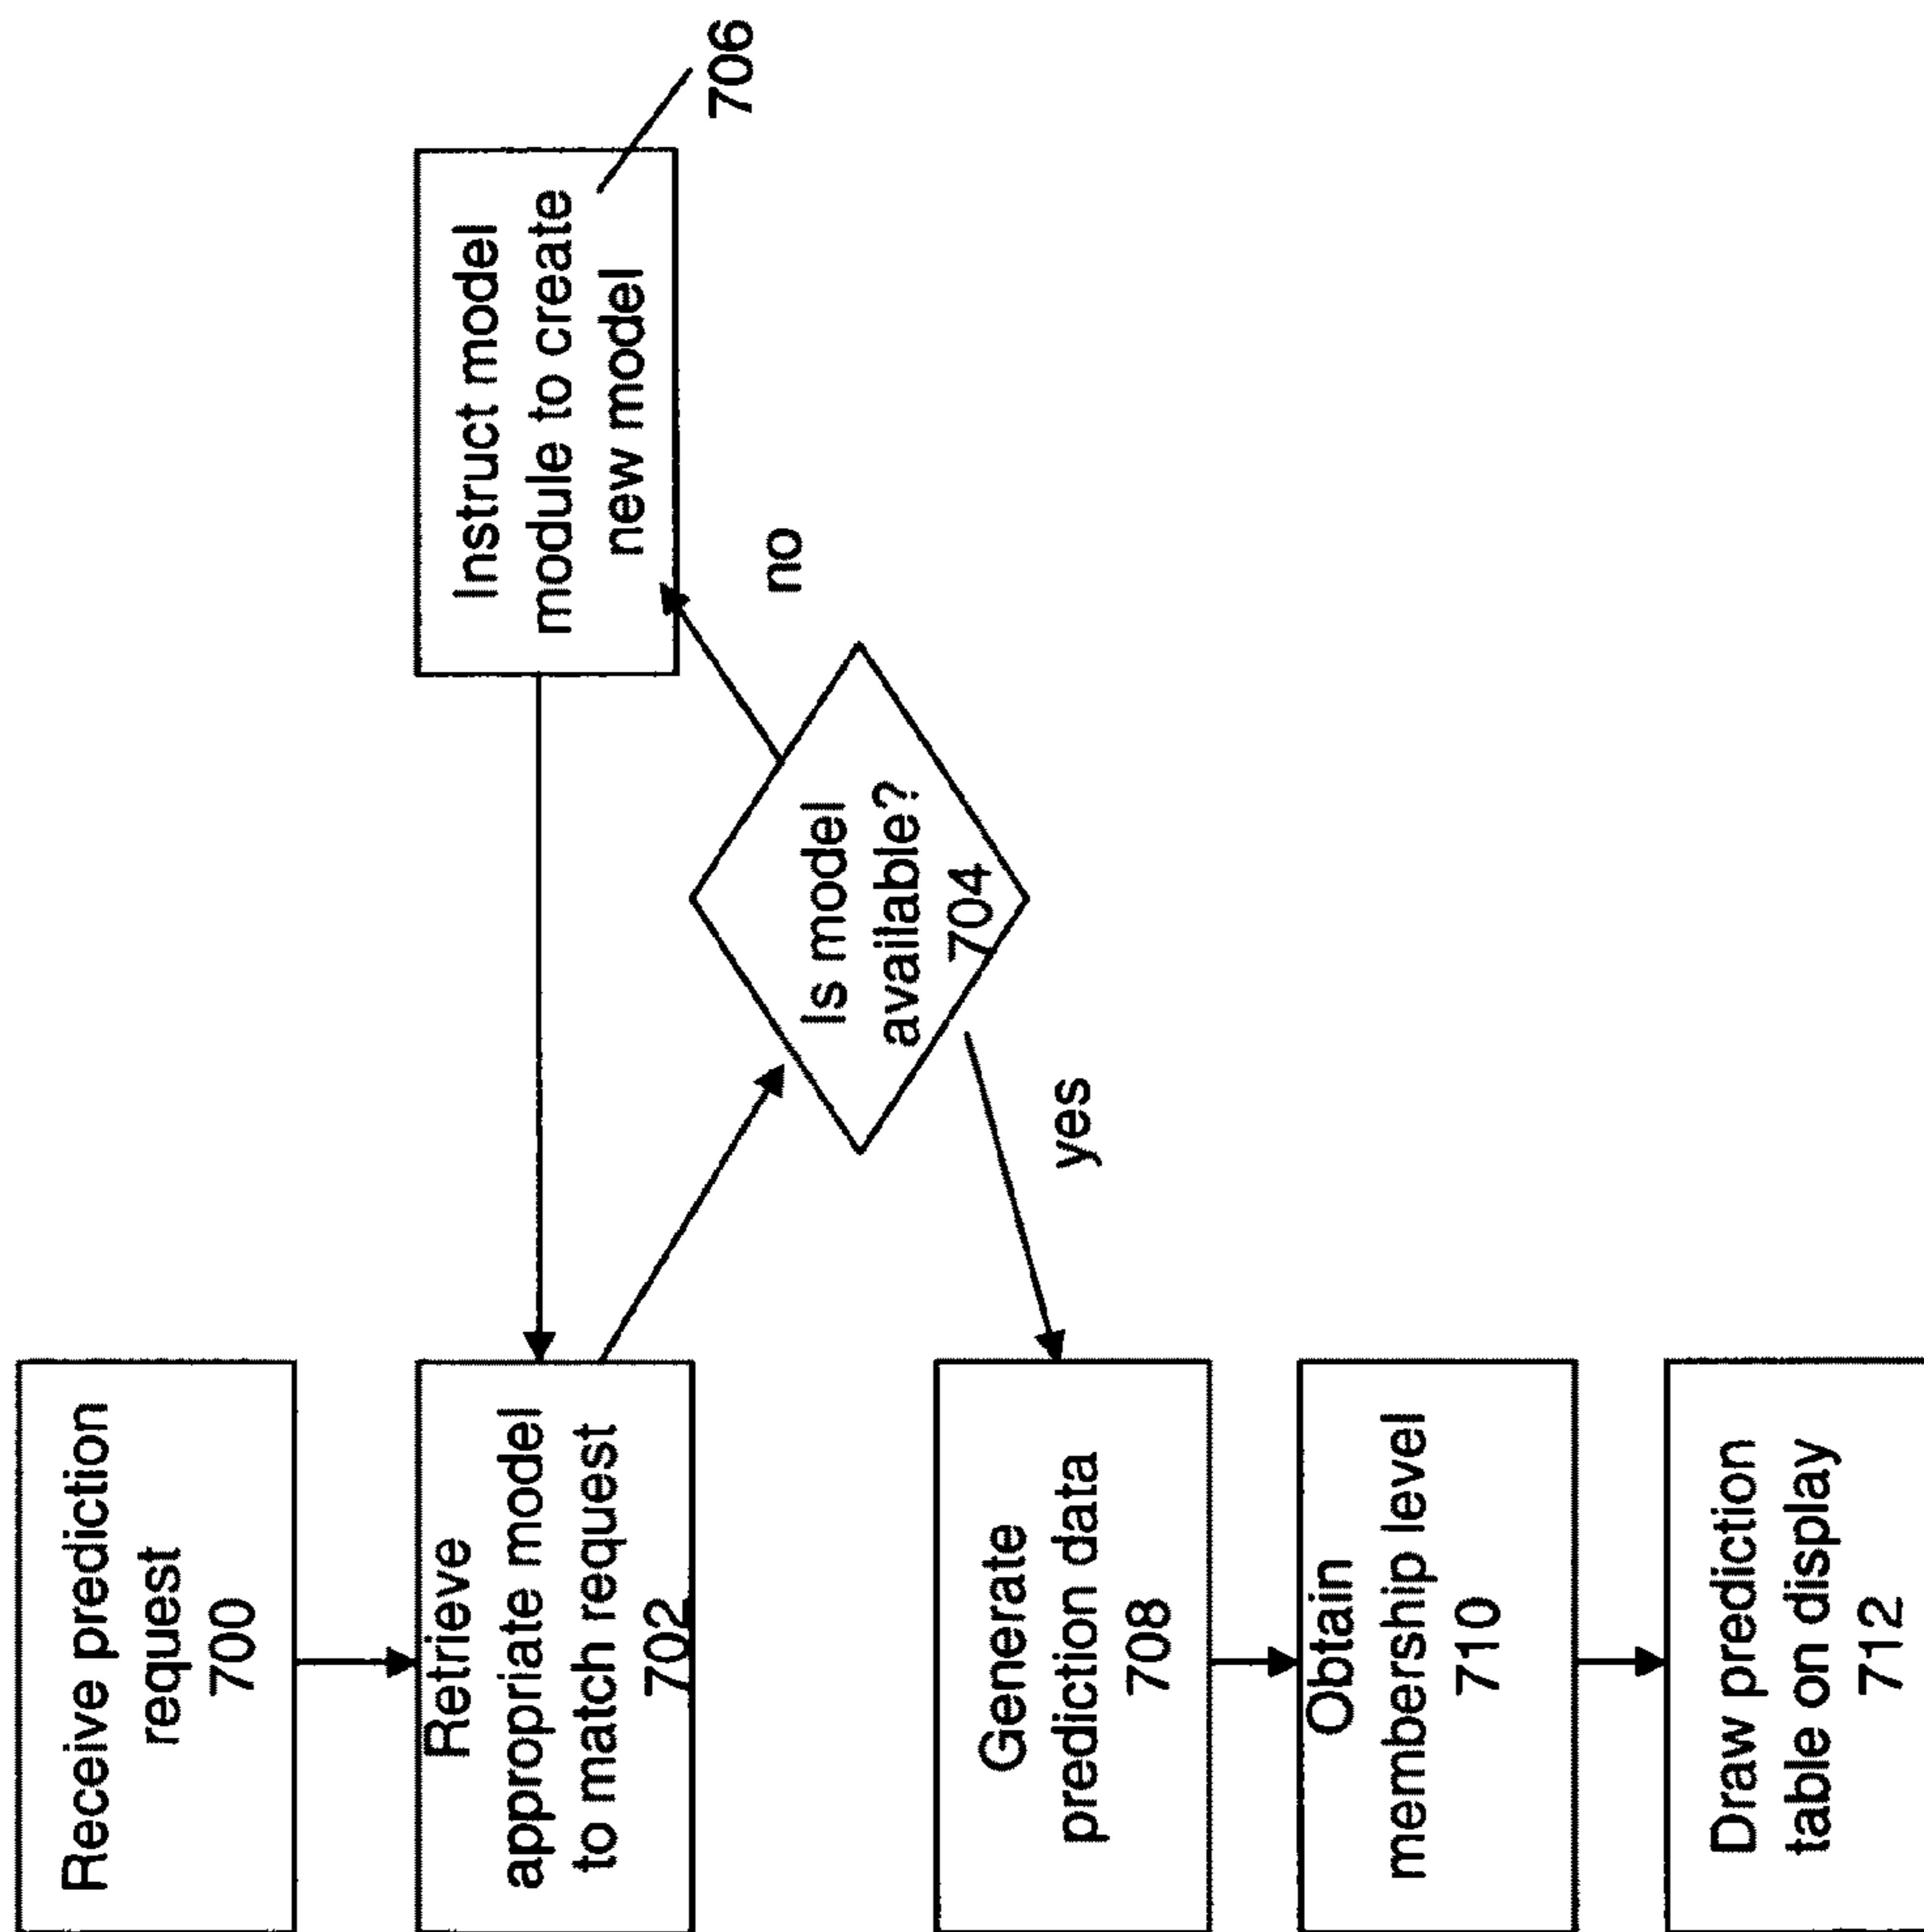 Receive prediction
request
700
Retrieve
appropriate model
to match request
702
Is model
available?
704
no
Instruct model
module to create
new model
706
yes
Generate
prediction data
708
Obtain
membership level
710
Draw prediction
table on display
712